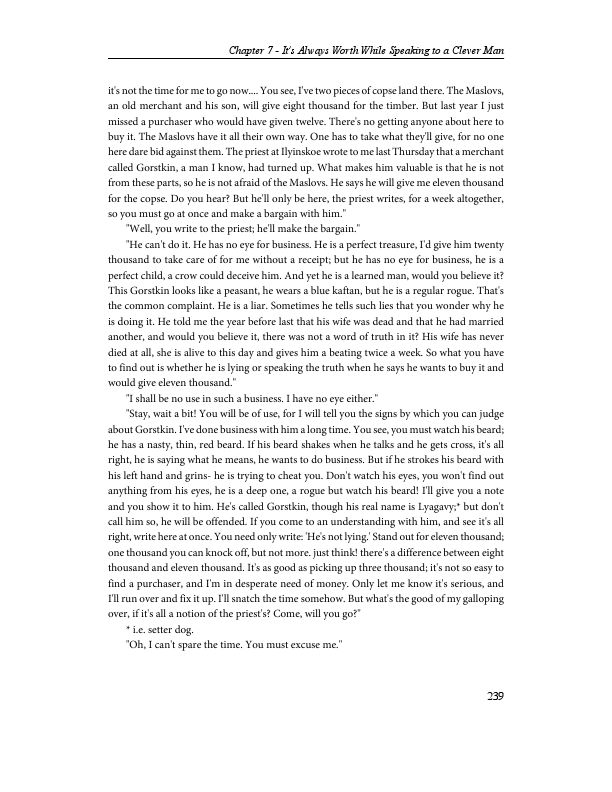 Chapter 7 - It's Always Worth While Speaking to a Clever Man
it's not the time for me to go now.... You see, I've two pieces of copse land there. The Maslovs,
an old merchant and his son, will give eight thousand for the timber. But last year I just
missed a purchaser who would have given twelve. There's no getting anyone about here to
buy it. The Maslovs have it all their own way. One has to take what they'll give, for no one
here dare bid against them. The priest at Ilyinskoe wrote to me last Thursday that a merchant
called Gorstkin, a man I know, had turned up. What makes him valuable is that he is not
from these parts, so he is not afraid of the Maslovs. He says he will give me eleven thousand
for the copse. Do you hear? But he'll only be here, the priest writes, for a week altogether,
so you must go at once and make a bargain with him."
"Well, you write to the priest; he'll make the bargain."
"He can't do it. He has no eye for business. He is a perfect treasure, I'd give him twenty
thousand to take care of for me without a receipt; but he has no eye for business, he is a
perfect child, a crow could deceive him. And yet he is a learned man, would you believe it?
This Gorstkin looks like a peasant, he wears a blue kaftan, but he is a regular rogue. That's
the common complaint. He is a liar. Sometimes he tells such lies that you wonder why he
is doing it. He told me the year before last that his wife was dead and that he had married
another, and would you believe it, there was not a word of truth in it? His wife has never
died at all, she is alive to this day and gives him a beating twice a week. So what you have
to find out is whether he is lying or speaking the truth when he says he wants to buy it and
would give eleven thousand."
"I shall be no use in such a business. I have no eye either."
"Stay, wait a bit! You will be of use, for I will tell you the signs by which you can judge
about Gorstkin. I've done business with him a long time. You see, you must watch his beard;
he has a nasty, thin, red beard. If his beard shakes when he talks and he gets cross, it's all
right, he is saying what he means, he wants to do business. But if he strokes his beard with
his left hand and grins- he is trying to cheat you. Don't watch his eyes, you won't find out
anything from his eyes, he is a deep one, a rogue but watch his beard! I'll give you a note
and you show it to him. He's called Gorstkin, though his real name is Lyagavy;* but don't
call him so, he will be offended. If you come to an understanding with him, and see it's all
right, write here at once. You need only write: 'He's not lying.' Stand out for eleven thousand;
one thousand you can knock off, but not more. just think! there's a difference between eight
thousand and eleven thousand. It's as good as picking up three thousand; it's not so easy to
find a purchaser, and I'm in desperate need of money. Only let me know it's serious, and
I'll run over and fix it up. I'll snatch the time somehow. But what's the good of my galloping
over, if it's all a notion of the priest's? Come, will you go?"
* i.e. setter dog.
"Oh, I can't spare the time. You must excuse me."
239